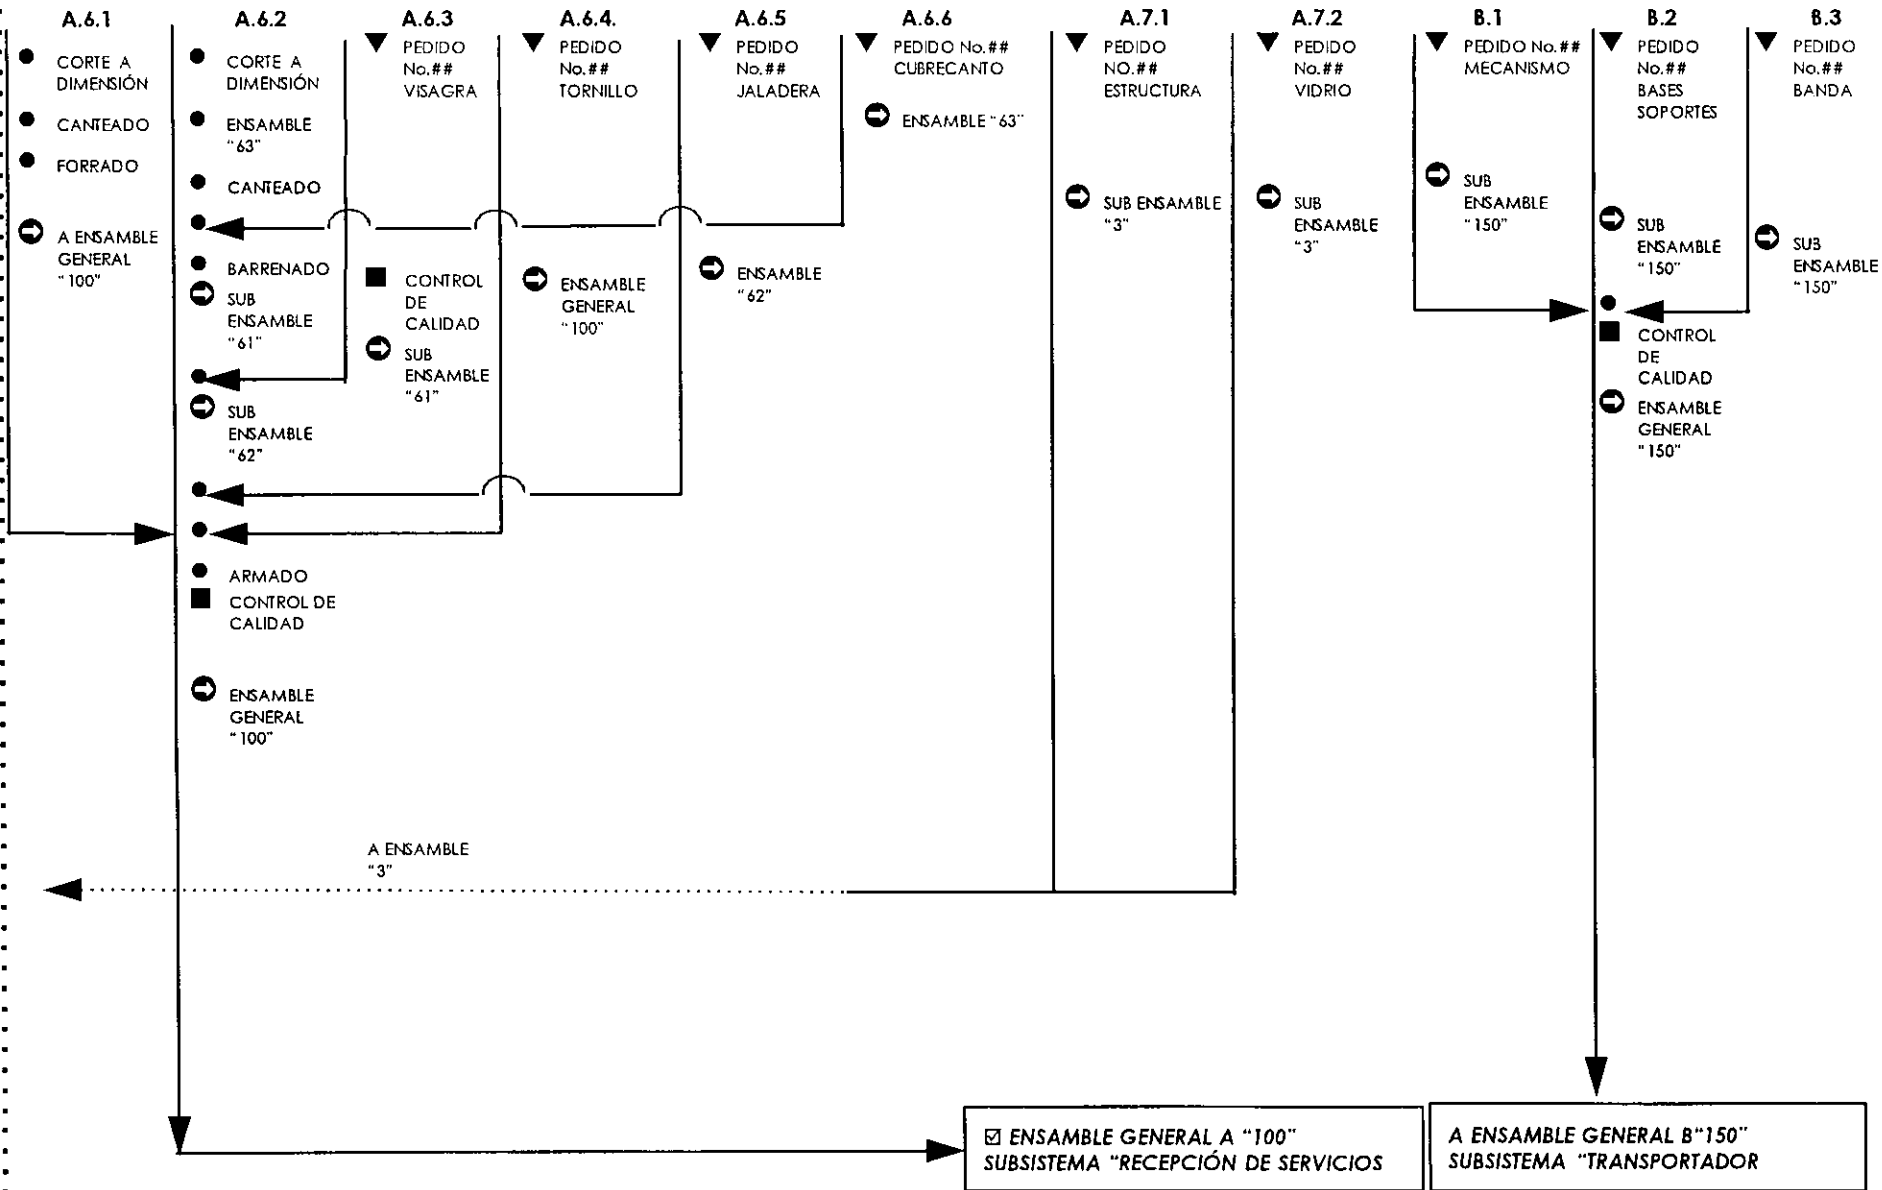 A.6.1
CORTE A
DIMENSIÓN
CANTEADO
FORRADO
A ENSAMBLE
GENERAL
"100"
A.6.2
CORTE A
DIMENSIÓN
ENSAMBLE
"63"
CANTEADO
BARRENADO
SUB
ENSAMBLE
"61"
SUB
ENSAMBLE
"62"
ARMADO
CONTROL DE
CALIDAD
ENSAMBLE
GENERAL
"100"
A.6.3
PEDIDO
No.##
VISAGRA
CONTROL
DE
CALIDAD
SUB
ENSAMBLE
"61"
A.6.4.
PEDIDO
No.##
TORNILLO
ENSAMBLE
GENERAL
"100"
A.6.5
PEDIDO
No.##
JALADERA
ENSAMBLE
"62"
A.6.6
PEDIDO No.##
CUBRECANTO
ENSAMBLE "63"
A.7.1
PEDIDO
NO.##
ESTRUCTURA
SUB ENSAMBLE
"3"
A.7.2
PEDIDO
No.##
VIDRIO
SUB
ENSAMBLE
"3"
B.1
PEDIDO No.##
MECANISMO
SUB
ENSAMBLE
"150"
B.2
PEDIDO
No.##
BASES
SOPORTES
SUB
ENSAMBLE
"150"
CONTROL
DE
CALIDAD
ENSAMBLE
GENERAL
"150"
B.3
PEDIDO
No.##
BANDA
SUB
ENSAMBLE
"150"
A ENSAMBLE
"3"
☑ ENSAMBLE GENERAL A "100"
SUBSISTEMA "RECEPCIÓN DE SERVICIOS
A ENSAMBLE GENERAL B"150"
SUBSISTEMA "TRANSPORTADOR